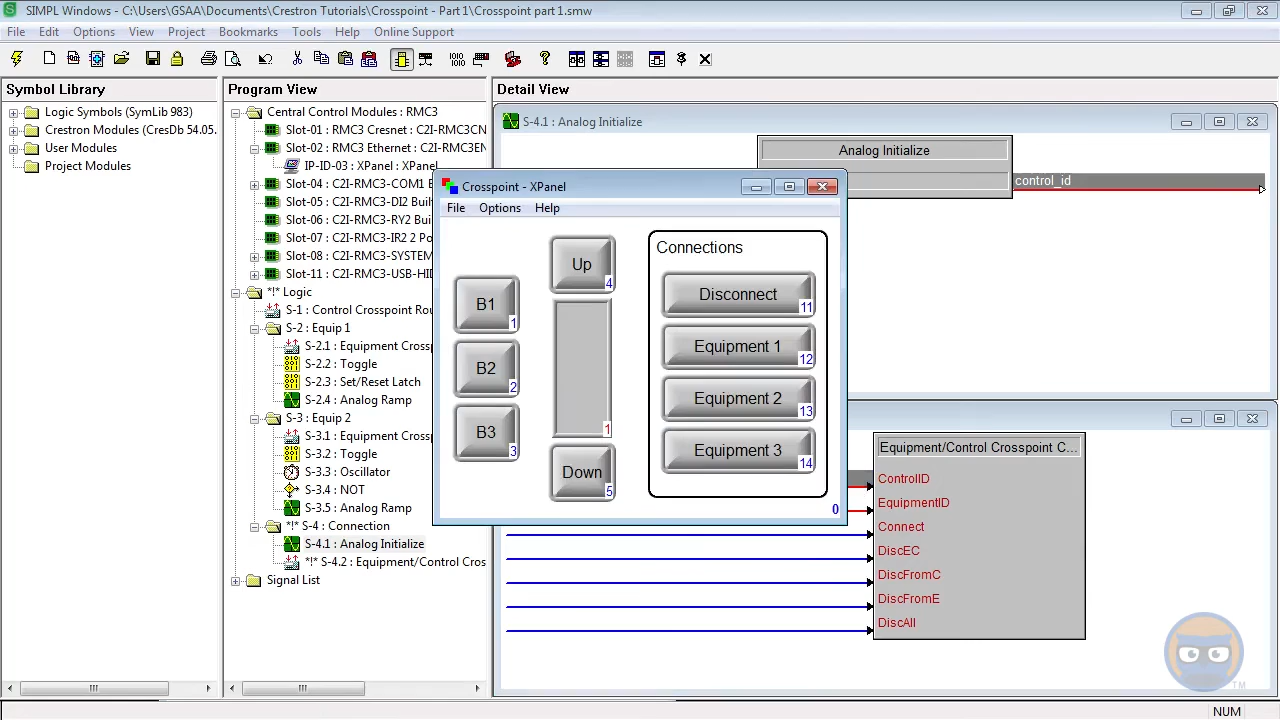 SIMPL Windows - C:\Users\GSAA\Documents\Crestron Tutorials\Crosspoint - Part 1\Crosspoint part 1.smw
File Edit Options View Project Bookmarks Tools Help Online Support
Symbol Library
Logic Symbols (SymLib 983)
Crestron Modules (CresDb 54.05.
User Modules
Project Modules
Program View
Central Control Modules : RMC3
Slot-01 : RMC3 Cresnet : C2I-RMC3CN
Slot-02 : RMC3 Ethernet : C2I-RMC3EN
IP-ID-03 : XPanel : XPanel
Slot-04 : C2I-RMC3-COM1 B
Slot-05 : C2I-RMC3-DI2 Built
Slot-06 : C2I-RMC3-RY2 Bui
Slot-07 : C2I-RMC3-IR2 2 Po
Slot-08 : C2I-RMC3-SYSTEM
Slot-11 : C2I-RMC3-USB-HID
*!* Logic
S-1 : Control Crosspoint Rou
S-2 : Equip 1
S-2.1 : Equipment Crossp
S-2.2 : Toggle
S-2.3 : Set/Reset Latch
S-2.4 : Analog Ramp
S-3 : Equip 2
S-3.1 : Equipment Crossp
S-3.2 : Toggle
S-3.3 : Oscillator
S-3.4 : NOT
S-3.5 : Analog Ramp
*!* S-4 : Connection
S-4.1 : Analog Initialize
*!* S-4.2 : Equipment/Control Cros
Signal List
Detail View
S-4.1 : Analog Initialize
Analog Initialize
control_id
Crosspoint - XPanel
File Options Help
B1
1
B2
2
B3
3
Up
4
1
Down
5
Connections
Disconnect
11
Equipment 1
12
Equipment 2
13
Equipment 3
14
0
Equipment/Control Crosspoint C...
ControlID
EquipmentID
Connect
DiscEC
DiscFromC
DiscFromE
DiscAll
TM
NUM